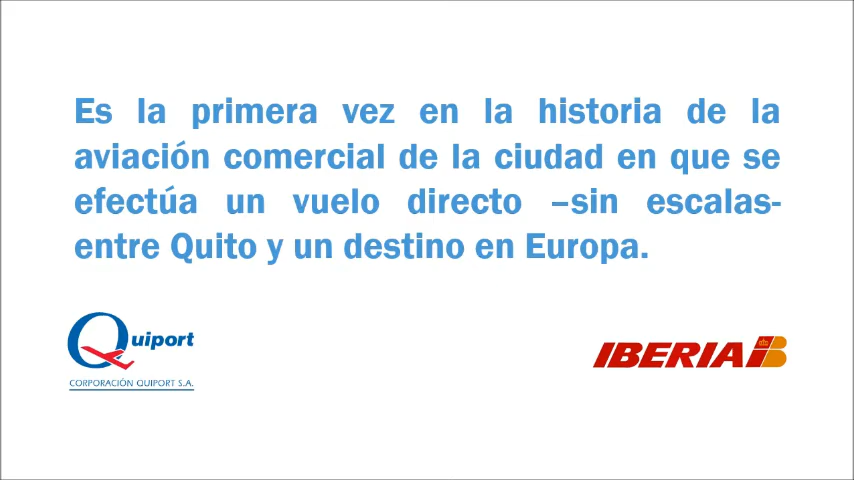 Es la primera vez en la historia de la
aviación comercial de la ciudad en que se
efectúa un vuelo directo –sin escalas-
entre Quito y un destino en Europa.
Quiport
CORPORACIÓN QUIPORT S.A.
IBERIA IB